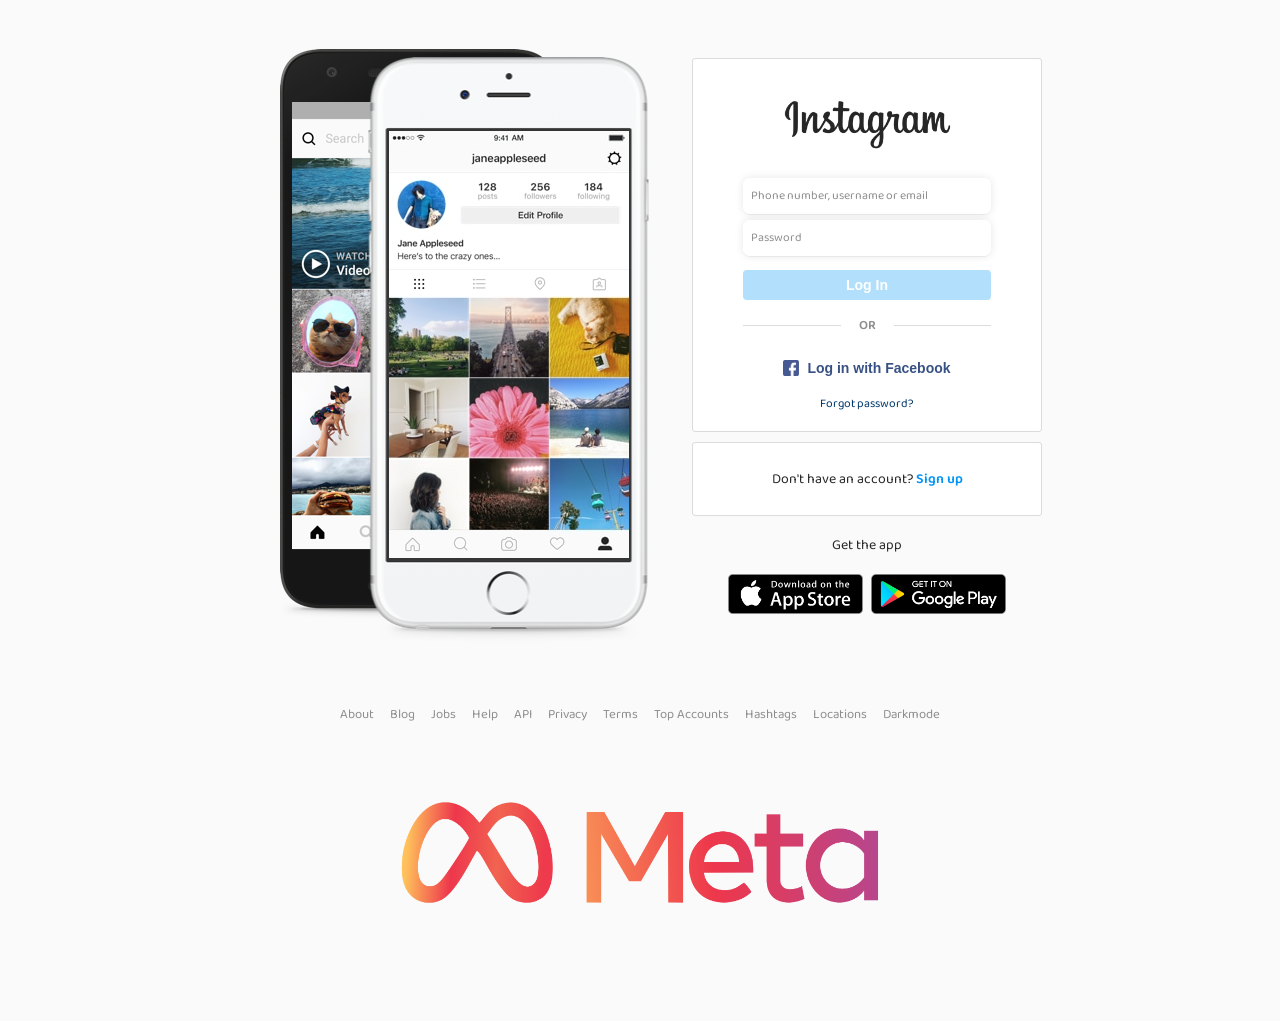 Search
WATCH
Video
9:41 AM
janeappleseed
128
posts
256
followers
184
following
Edit Profile
Jane Appleseed
Here's to the crazy ones...
Instagram
Phone number, username or email
Password
Log In
OR
Log in with Facebook
Forgot password?
Don't have an account? Sign up
Get the app
Download on the
App Store
GET IT ON
Google Play
About Blog Jobs Help API Privacy Terms Top Accounts Hashtags Locations Darkmode
Meta